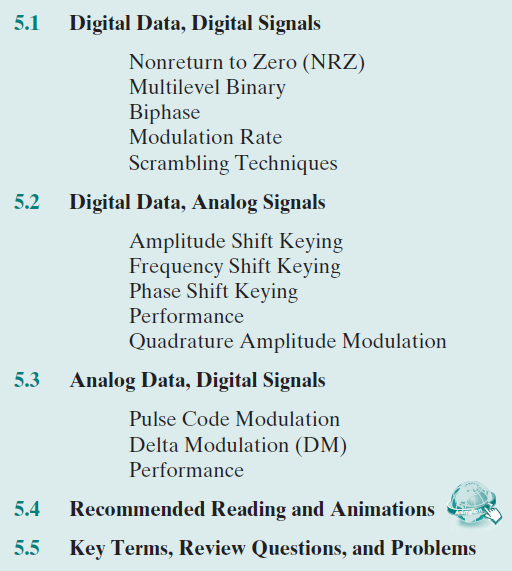 5.1 Digital Data, Digital Signals
Nonreturn to Zero (NRZ)
Multilevel Binary
Biphase
Modulation Rate
Scrambling Techniques
5.2 Digital Data, Analog Signals
Amplitude Shift Keying
Frequency Shift Keying
Phase Shift Keying
Performance
Quadrature Amplitude Modulation
5.3 Analog Data, Digital Signals
Pulse Code Modulation
Delta Modulation (DM)
Performance
5.4 Recommended Reading and Animations
5.5 Key Terms, Review Questions, and Problems